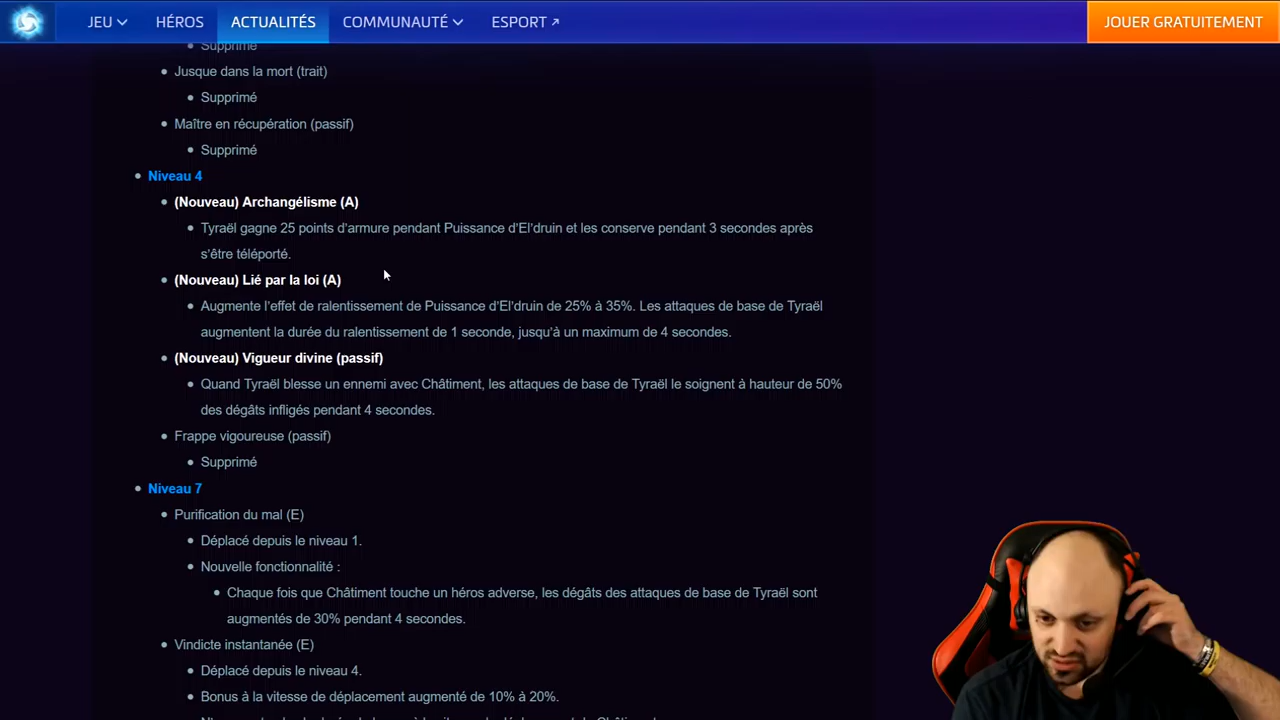 JEU HÉROS ACTUALITÉS COMMUNAUTÉ ESPORT JOUER GRATUITEMENT
Supprimé
Jusque dans la mort (trait)
Supprimé
Maître en récupération (passif)
Supprimé
Niveau 4
(Nouveau) Archangélisme (A)
Tyraël gagne 25 points d'armure pendant Puissance d'El'druin et les conserve pendant 3 secondes après
s'être téléporté.
(Nouveau) Lié par la loi (A)
Augmente l'effet de ralentissement de Puissance d'El'druin de 25% à 35%. Les attaques de base de Tyraël
augmentent la durée du ralentissement de 1 seconde, jusqu'à un maximum de 4 secondes.
(Nouveau) Vigueur divine (passif)
Quand Tyraël blesse un ennemi avec Châtiment, les attaques de base de Tyraël le soignent à hauteur de 50%
des dégâts infligés pendant 4 secondes.
Frappe vigoureuse (passif)
Supprimé
Niveau 7
Purification du mal (E)
Déplacé depuis le niveau 1.
Nouvelle fonctionnalité :
Chaque fois que Châtiment touche un héros adverse, les dégâts des attaques de base de Tyraël sont
augmentés de 30% pendant 4 secondes.
Vindicte instantanée (E)
Déplacé depuis le niveau 4.
Bonus à la vitesse de déplacement augmenté de 10% à 20%.